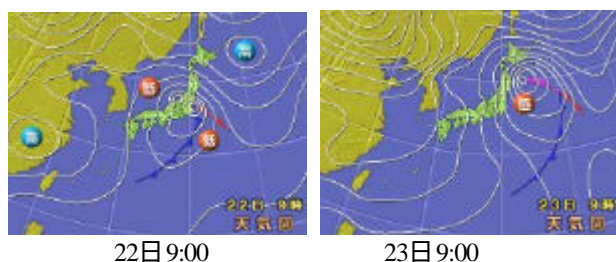 高
低
高
低
22日 9時
天気図
低
23日 9時
天気図
22日9:00
23日9:00